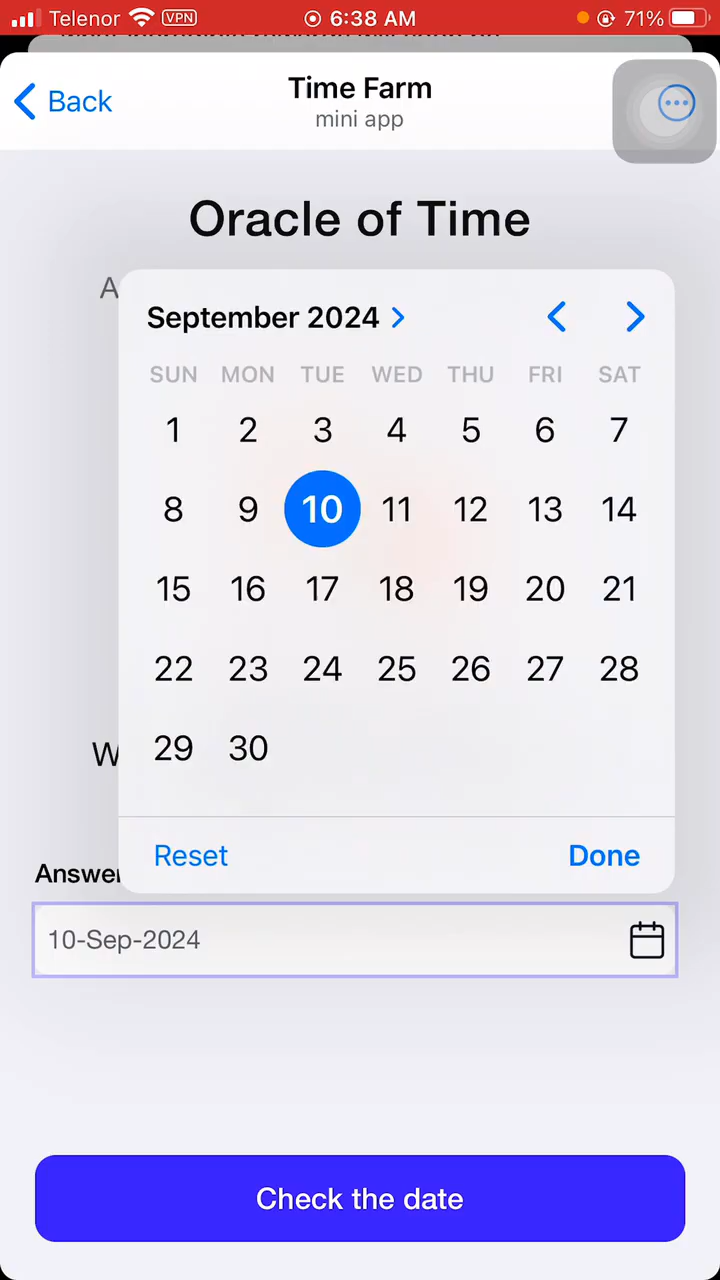 Telenor VPN 6:38 AM 71%
Back
Time Farm
mini app
Oracle of Time
A
September 2024
SUN MON TUE WED THU FRI SAT
1 2 3 4 5 6 7
8 9 10 11 12 13 14
15 16 17 18 19 20 21
22 23 24 25 26 27 28
29 30
W
Reset Done
Answer
10-Sep-2024
Check the date